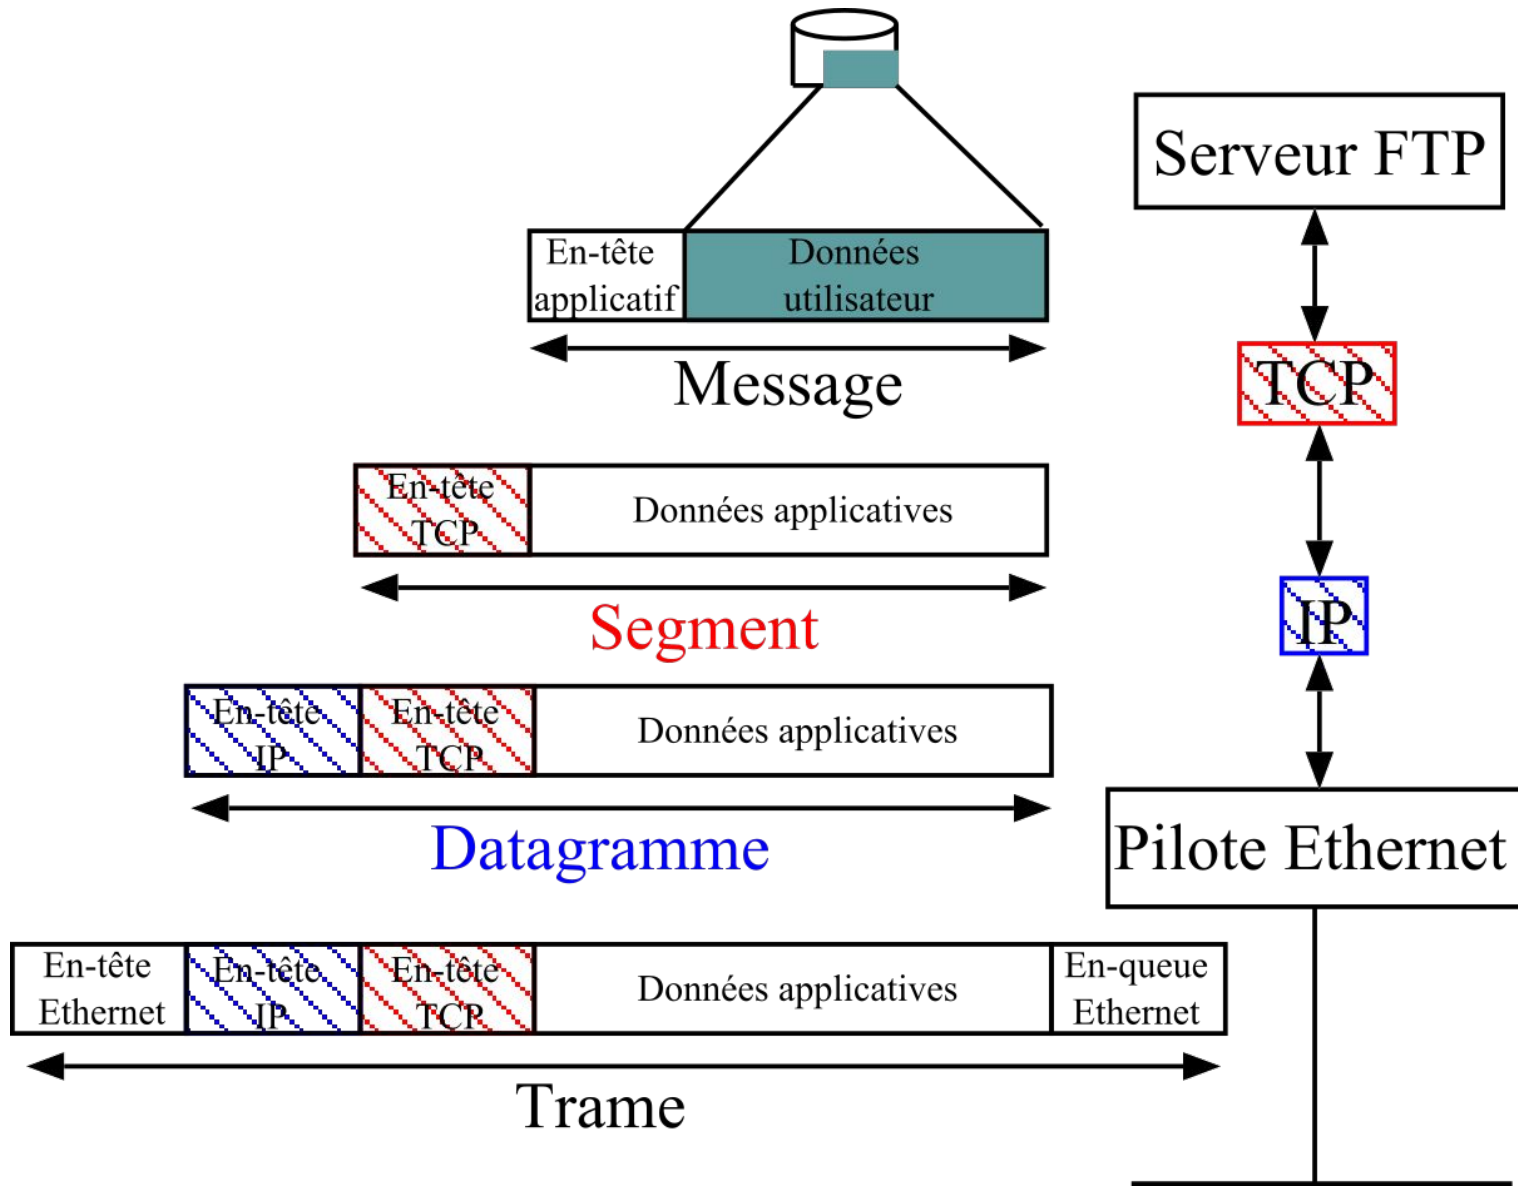 Serveur FTP
En-tête
applicatif
Données
utilisateur
Message
TCP
En-tête
TCP
Données applicatives
Segment
IP
En-tête
IP
En-tête
TCP
Données applicatives
Datagramme
Pilote Ethernet
En-tête
Ethernet
En-tête
IP
En-tête
TCP
Données applicatives
En-queue
Ethernet
Trame